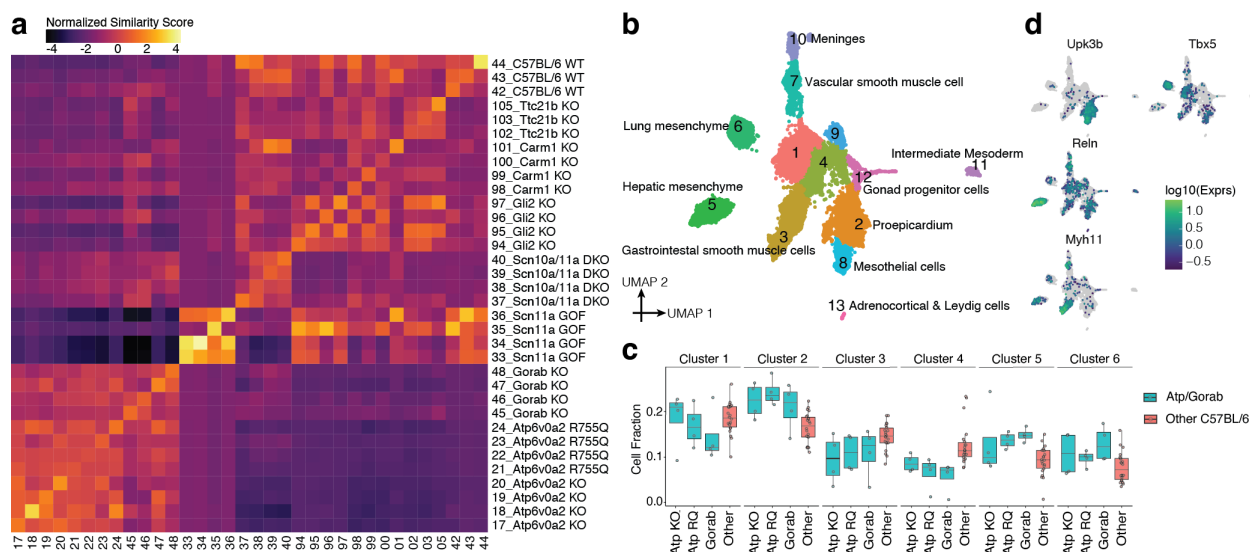 a
Normalized Similarity Score
-4 -2 0 2 4
44_C57BL/6 WT
43_C57BL/6 WT
42_C57BL/6 WT
105_Ttc21b KO
103_Ttc21b KO
102_Ttc21b KO
101_Carm1 KO
100_Carm1 KO
99_Carm1 KO
98_Carm1 KO
97_Gli2 KO
96_Gli2 KO
95_Gli2 KO
94_Gli2 KO
40_Scn10a/11a DKO
39_Scn10a/11a DKO
38_Scn10a/11a DKO
37_Scn10a/11a DKO
36_Scn11a GOF
35_Scn11a GOF
34_Scn11a GOF
33_Scn11a GOF
48_Gorab KO
47_Gorab KO
46_Gorab KO
45_Gorab KO
24_Atp6v0a2 R755Q
23_Atp6v0a2 R755Q
22_Atp6v0a2 R755Q
21_Atp6v0a2 R755Q
20_Atp6v0a2 KO
19_Atp6v0a2 KO
18_Atp6v0a2 KO
17_Atp6v0a2 KO
17 18 19 20 21 22 23 24 45 46 47 48 33 34 35 36 37 38 39 40 94 95 96 97 98 99 00 01 02 03 05 42 43 44
b
10 Meninges
7 Vascular smooth muscle cell
Lung mesenchyme 6
9
1
4
Intermediate Mesoderm
11
12
Gonad progenitor cells
Hepatic mesenchyme
5
2 Proepicardium
3
Gastrointestal smooth muscle cells
8 Mesothelial cells
UMAP 2
UMAP 1
13 Adrenocortical & Leydig cells
c
Cluster 1 Cluster 2 Cluster 3 Cluster 4 Cluster 5 Cluster 6
Cell Fraction
0.2
0.1
0.0
Atp KO Atp RQ Gorab Other Atp KO Atp RQ Gorab Other Atp KO Atp RQ Gorab Other Atp KO Atp RQ Gorab Other Atp KO Atp RQ Gorab Other Atp KO Atp RQ Gorab Other
Atp/Gorab
Other C57BL/6
d
Upk3b
Tbx5
Reln
Myh11
log10(Exprs)
1.0
0.5
0.0
−0.5